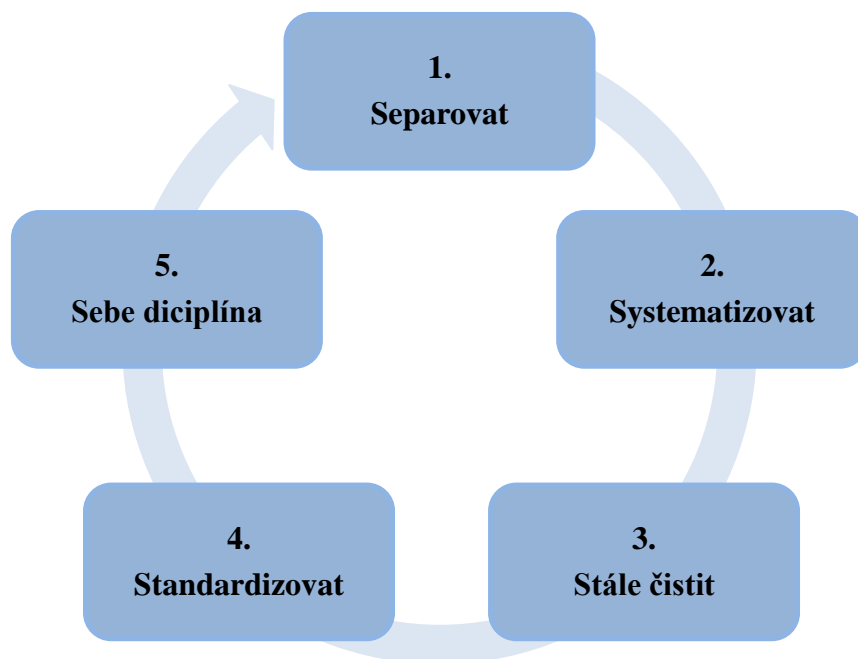 1.
Separovat
2.
Systematizovat
3.
Stále čistit
4.
Standardizovat
5.
Sebe diciplína